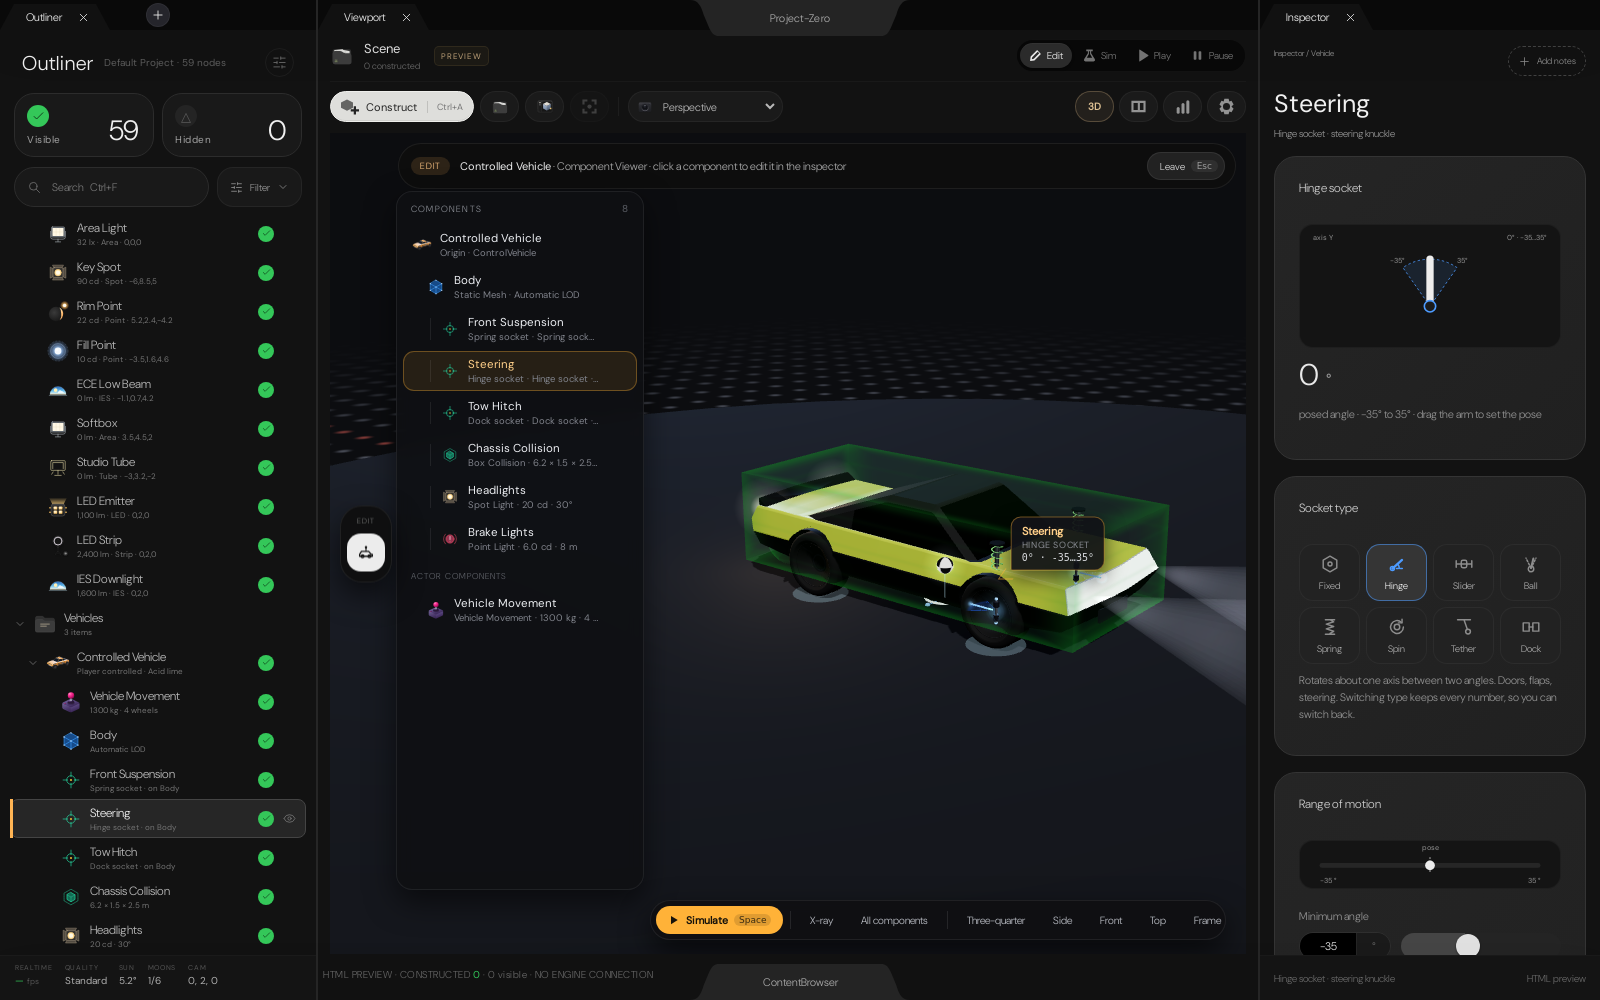 Outliner
Viewport
Project-Zero
Inspector
Outliner
Default Project · 59 nodes
Visible
59
Hidden
0
Search Ctrl+F
Filter
Area Light
32 lx · Area · 0,0,0
Key Spot
90 cd · Spot · -6,8.5,5
Rim Point
22 cd · Point · 5.2,2.4,-4.2
Fill Point
10 cd · Point · -3.5,1.6,4.6
ECE Low Beam
0 lm · IES · -1.1,0.7,4.2
Softbox
0 lm · Area · 3.5,4.5,2
Studio Tube
0 lm · Tube · -3,3.2,-2
LED Emitter
1,100 lm · LED · 0,2,0
LED Strip
2,400 lm · Strip · 0,2,0
IES Downlight
1,600 lm · IES · 0,2,0
Vehicles
3 items
Controlled Vehicle
Player controlled · Acid lime
Vehicle Movement
1300 kg · 4 wheels
Body
Automatic LOD
Front Suspension
Spring socket · on Body
Steering
Hinge socket · on Body
Tow Hitch
Dock socket · on Body
Chassis Collision
6.2 × 1.5 × 2.5 m
Headlights
20 cd · 30°
REALTIME
QUALITY
SUN
MOONS
CAM
fps
Standard
5.2°
1/6
0, 2, 0
Scene
0 constructed
PREVIEW
Edit
Sim
Play
Pause
Construct
Ctrl+A
Perspective
3D
EDIT
Controlled Vehicle · Component Viewer · click a component to edit it in the inspector
Leave
Esc
COMPONENTS
8
Controlled Vehicle
Origin · ControlVehicle
Body
Static Mesh · Automatic LOD
Front Suspension
Spring socket · Spring sock...
Steering
Hinge socket · Hinge socket ·...
Tow Hitch
Dock socket · Dock socket ·...
Chassis Collision
Box Collision · 6.2 × 1.5 × 2.5...
Headlights
Spot Light · 20 cd · 30°
Brake Lights
Point Light · 6.0 cd · 8 m
ACTOR COMPONENTS
Vehicle Movement
Vehicle Movement · 1300 kg · 4 ...
EDIT
Steering
HINGE SOCKET
0° · -35…35°
Simulate
Space
X-ray
All components
Three-quarter
Side
Front
Top
Frame
HTML PREVIEW · CONSTRUCTED 0 · 0 visible · NO ENGINE CONNECTION
ContentBrowser
Inspector / Vehicle
Add notes
Steering
Hinge socket · steering knuckle
Hinge socket
axis Y
0° · -35…35°
-35°
35°
0 °
posed angle · -35° to 35° · drag the arm to set the pose
Socket type
Fixed
Hinge
Slider
Ball
Spring
Spin
Tether
Dock
Rotates about one axis between two angles. Doors, flaps,
steering. Switching type keeps every number, so you can
switch back.
Range of motion
pose
-35 °
35 °
Minimum angle
-35
°
Hinge socket · steering knuckle
HTML preview